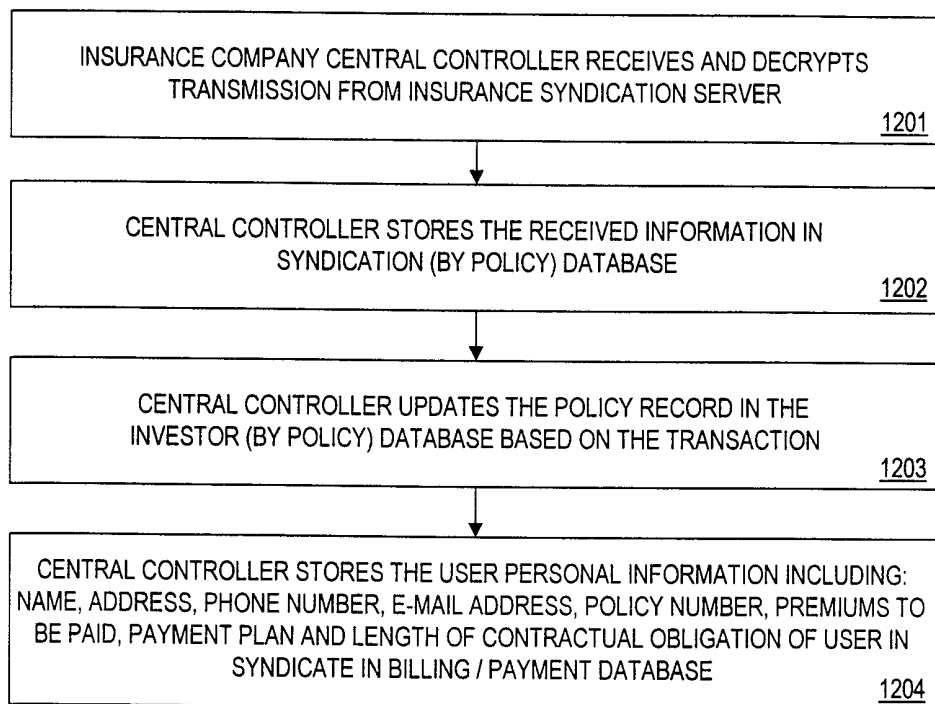 INSURANCE COMPANY CENTRAL CONTROLLER RECEIVES AND DECRYPTS
TRANSMISSION FROM INSURANCE SYNDICATION SERVER
1201
CENTRAL CONTROLLER STORES THE RECEIVED INFORMATION IN
SYNDICATION (BY POLICY) DATABASE
1202
CENTRAL CONTROLLER UPDATES THE POLICY RECORD IN THE
INVESTOR (BY POLICY) DATABASE BASED ON THE TRANSACTION
1203
CENTRAL CONTROLLER STORES THE USER PERSONAL INFORMATION INCLUDING:
NAME, ADDRESS, PHONE NUMBER, E-MAIL ADDRESS, POLICY NUMBER, PREMIUMS TO
BE PAID, PAYMENT PLAN AND LENGTH OF CONTRACTUAL OBLIGATION OF USER IN
SYNDICATE IN BILLING / PAYMENT DATABASE
1204